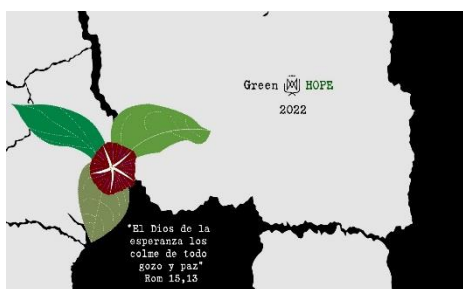 Green HOPE
2022
"El Dios de la
esperanza los
colme de todo
gozo y paz"
Rom 15,13